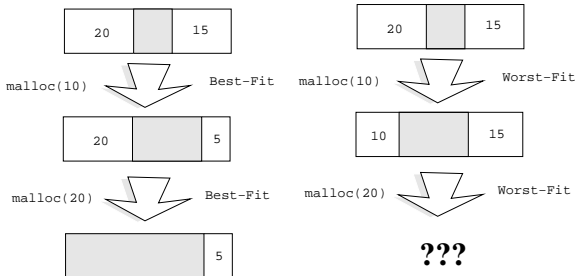 20 15
malloc(10) Best-Fit
20 5
malloc(20) Best-Fit
5
20 15
malloc(10) Worst-Fit
10 15
malloc(20) Worst-Fit
???